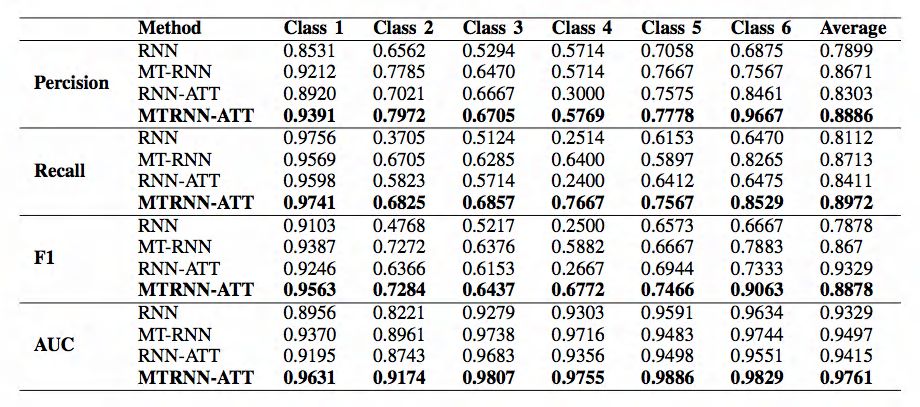 Method Class 1 Class 2 Class 3 Class 4 Class 5 Class 6 Average
RNN 0.8531 0.6562 0.5294 0.5714 0.7058 0.6875 0.7899
MT-RNN 0.9212 0.7785 0.6470 0.5714 0.7667 0.7567 0.8671
Percision
RNN-ATT 0.8920 0.7021 0.6667 0.3000 0.7575 0.8461 0.8303
MTRNN-ATT 0.9391 0.7972 0.6705 0.5769 0.7778 0.9667 0.8886
RNN 0.9756 0.3705 0.5124 0.2514 0.6153 0.6470 0.8112
MT-RNN 0.9569 0.6705 0.6285 0.6400 0.5897 0.8265 0.8713
Recall
RNN-ATT 0.9598 0.5823 0.5714 0.2400 0.6412 0.6475 0.8411
MTRNN-ATT 0.9741 0.6825 0.6857 0.7667 0.7567 0.8529 0.8972
RNN 0.9103 0.4768 0.5217 0.2500 0.6573 0.6667 0.7878
MT-RNN 0.9387 0.7272 0.6376 0.5882 0.6667 0.7883 0.867
F1
RNN-ATT 0.9246 0.6366 0.6153 0.2667 0.6944 0.7333 0.9329
MTRNN-ATT 0.9563 0.7284 0.6437 0.6772 0.7466 0.9063 0.8878
RNN 0.8956 0.8221 0.9279 0.9303 0.9591 0.9634 0.9329
MT-RNN 0.9370 0.8961 0.9738 0.9716 0.9483 0.9744 0.9497
AUC
RNN-ATT 0.9195 0.8743 0.9683 0.9356 0.9498 0.9551 0.9415
MTRNN-ATT 0.9631 0.9174 0.9807 0.9755 0.9886 0.9829 0.9761